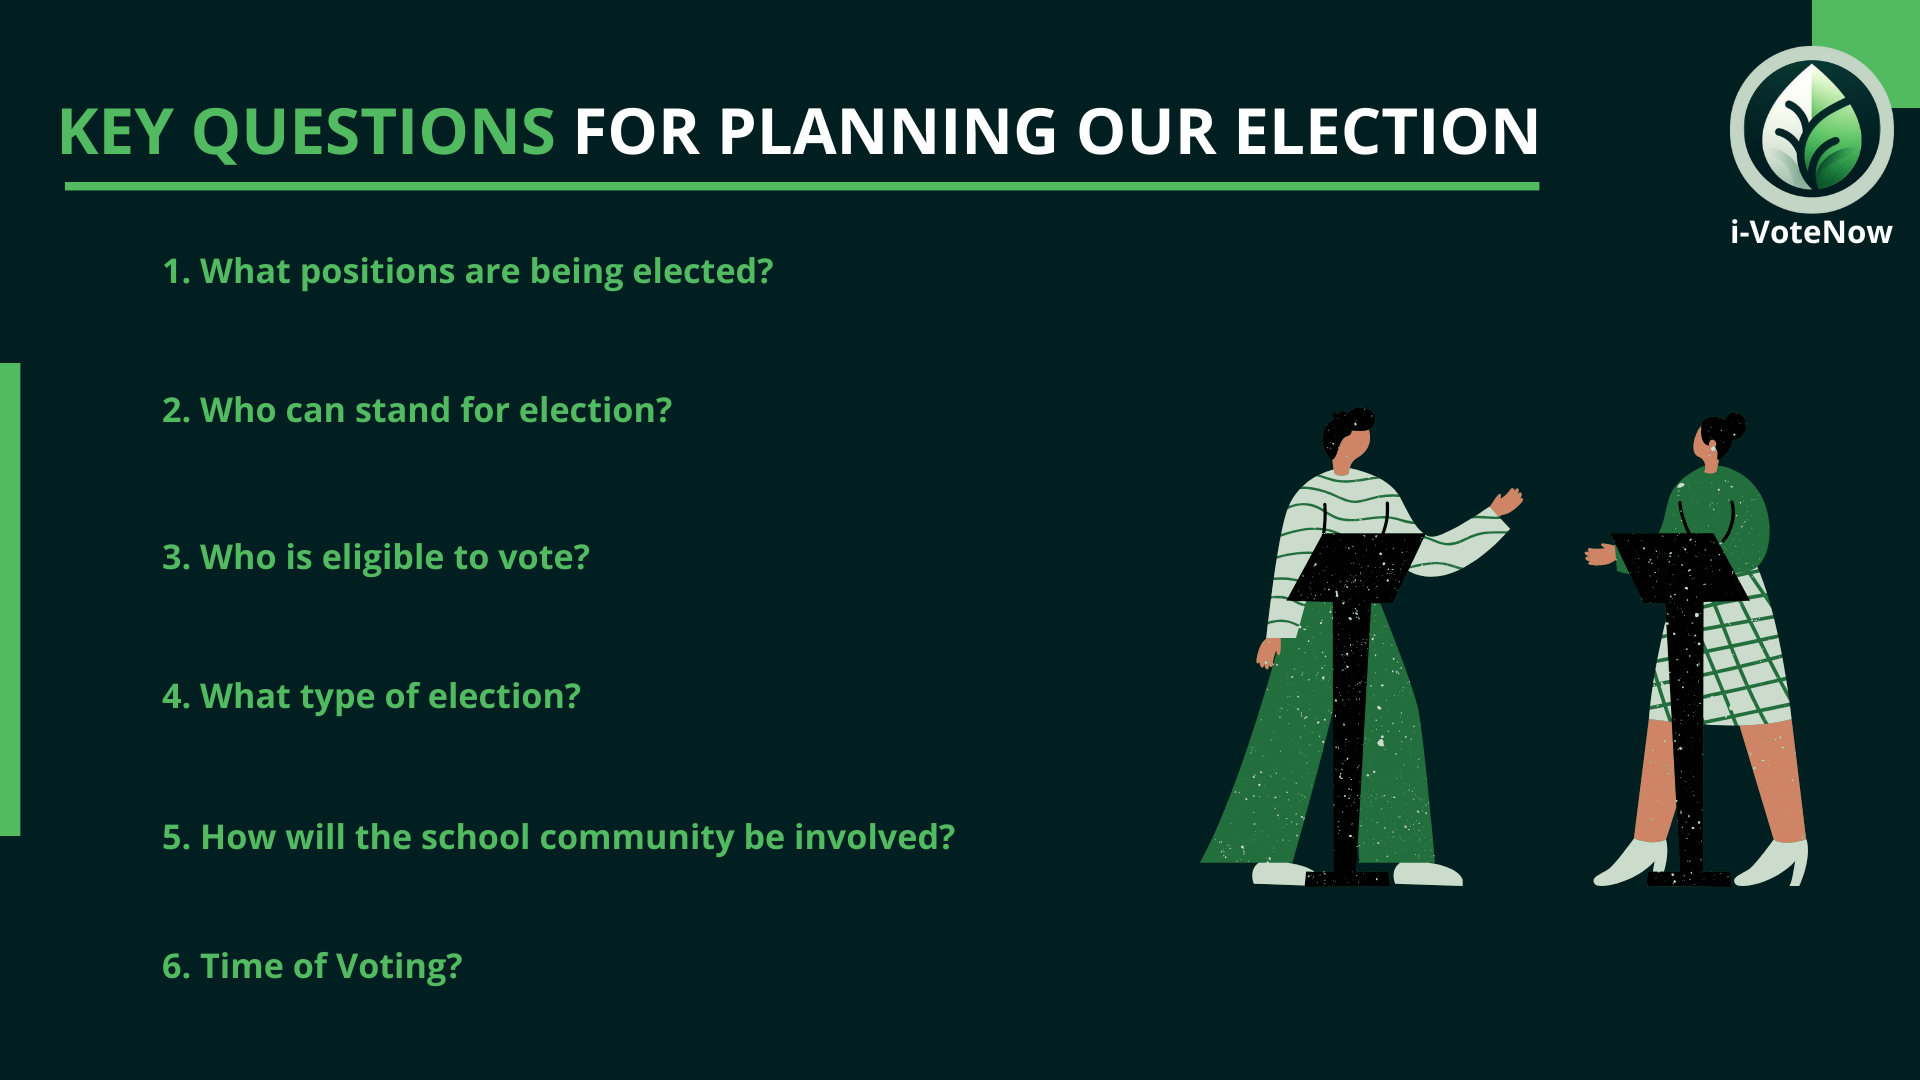 KEY QUESTIONS FOR PLANNING OUR ELECTION
i-VoteNow
1. What positions are being elected?
2. Who can stand for election?
3. Who is eligible to vote?
4. What type of election?
5. How will the school community be involved?
6. Time of Voting?